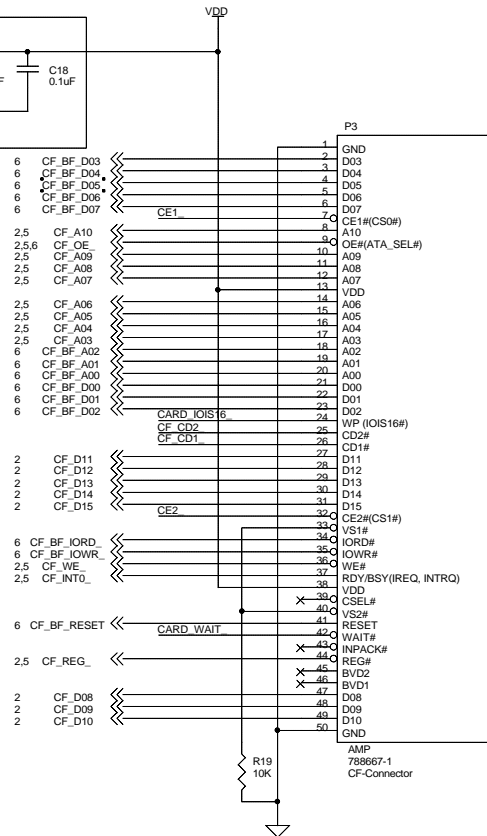 VDD
C18
F 0.1uF
P3
1 GND
6 CF_BF_D03 2 D03
6 CF_BF_D04 3 D04
6 CF_BF_D05 4 D05
6 CF_BF_D06 5 D06
6 CF_BF_D07 6 D07
CE1_ 7 CE1#(CS0#)
2,5 CF_A10 8 A10
2,5,6 CF_OE_ 9 OE#(ATA_SEL#)
2,5 CF_A09 10 A09
2,5 CF_A08 11 A08
2,5 CF_A07 12 A07
13 VDD
2,5 CF_A06 14 A06
2,5 CF_A05 15 A05
2,5 CF_A04 16 A04
2,5 CF_A03 17 A03
6 CF_BF_A02 18 A02
6 CF_BF_A01 19 A01
6 CF_BF_A00 20 A00
6 CF_BF_D00 21 D00
6 CF_BF_D01 22 D01
6 CF_BF_D02 23 D02
CARD_IOIS16_ 24 WP (IOIS16#)
CF_CD2_ 25 CD2#
CF_CD1_ 26 CD1#
2 CF_D11 27 D11
2 CF_D12 28 D12
2 CF_D13 29 D13
2 CF_D14 30 D14
2 CF_D15 31 D15
CE2_ 32 CE2#(CS1#)
33 VS1#
6 CF_BF_IORD_ 34 IORD#
6 CF_BF_IOWR_ 35 IOWR#
2,5 CF_WE_ 36 WE#
2,5 CF_INT0_ 37 RDY/BSY(IREQ, INTRQ)
38 VDD
39 CSEL#
40 VS2#
6 CF_BF_RESET 41 RESET
CARD_WAIT_ 42 WAIT#
43 INPACK#
2,5 CF_REG_ 44 REG#
45 BVD2
46 BVD1
2 CF_D08 47 D08
2 CF_D09 48 D09
2 CF_D10 49 D10
50 GND
R19
10K
AMP
788667-1
CF-Connector